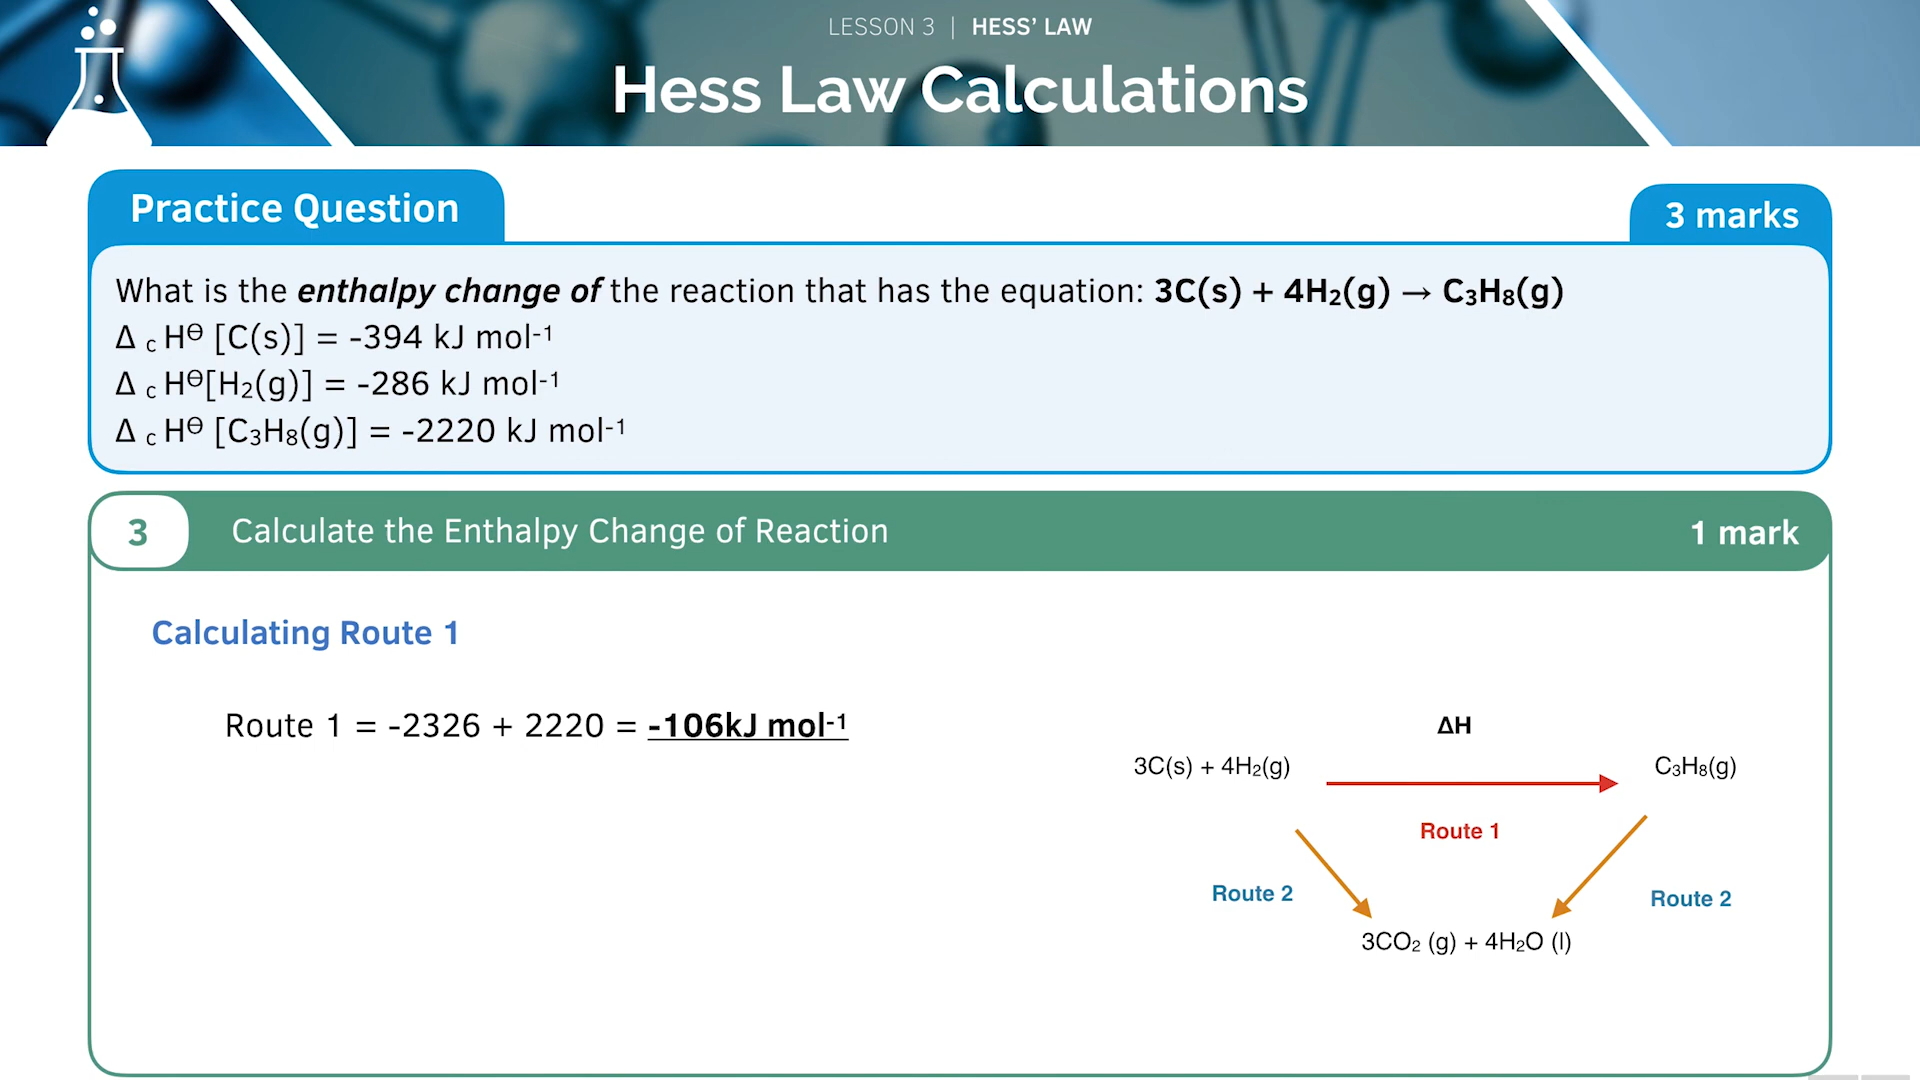 LESSON 3 | HESS’ LAW
Hess Law Calculations
Practice Question
3 marks
What is the enthalpy change of the reaction that has the equation: 3C(s) + 4H₂(g) → C₃H₈(g)
Δ c Hᶱ [C(s)] = -394 kJ mol⁻¹
Δ c Hᶱ[H₂(g)] = -286 kJ mol⁻¹
Δ c Hᶱ [C₃H₈(g)] = -2220 kJ mol⁻¹
3 Calculate the Enthalpy Change of Reaction 1 mark
Calculating Route 1
Route 1 = -2326 + 2220 = -106kJ mol⁻¹
ΔH
3C(s) + 4H₂(g)
C₃H₈(g)
Route 1
Route 2
Route 2
3CO₂ (g) + 4H₂O (l)